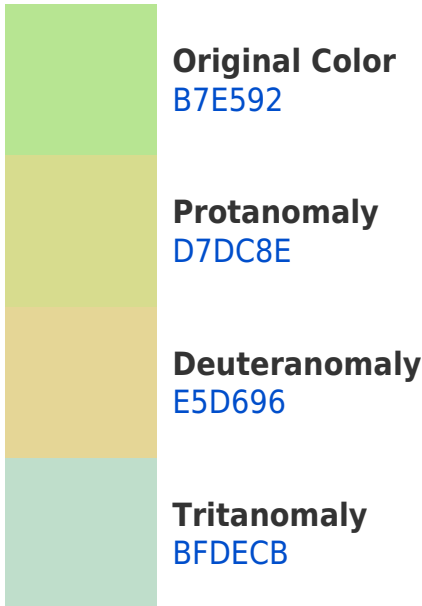 Original Color
B7E592
Protanomaly
D7DC8E
Deuteranomaly
E5D696
Tritanomaly
BFDECB